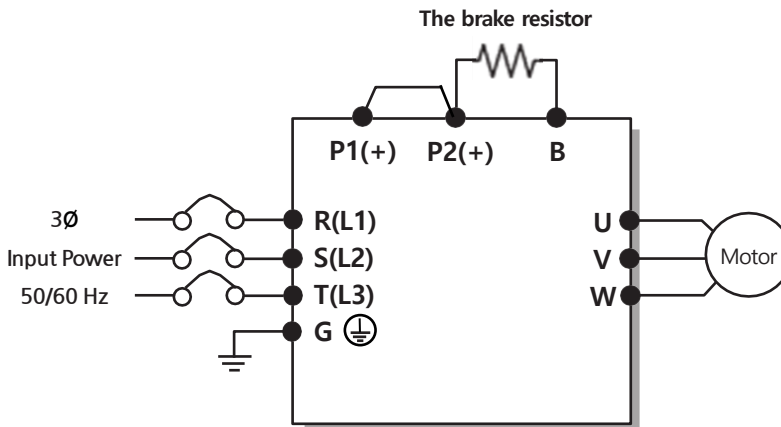 The brake resistor
P1(+) P2(+) B
3Ø R(L1) U
Input Power S(L2) V Motor
50/60 Hz T(L3) W
G